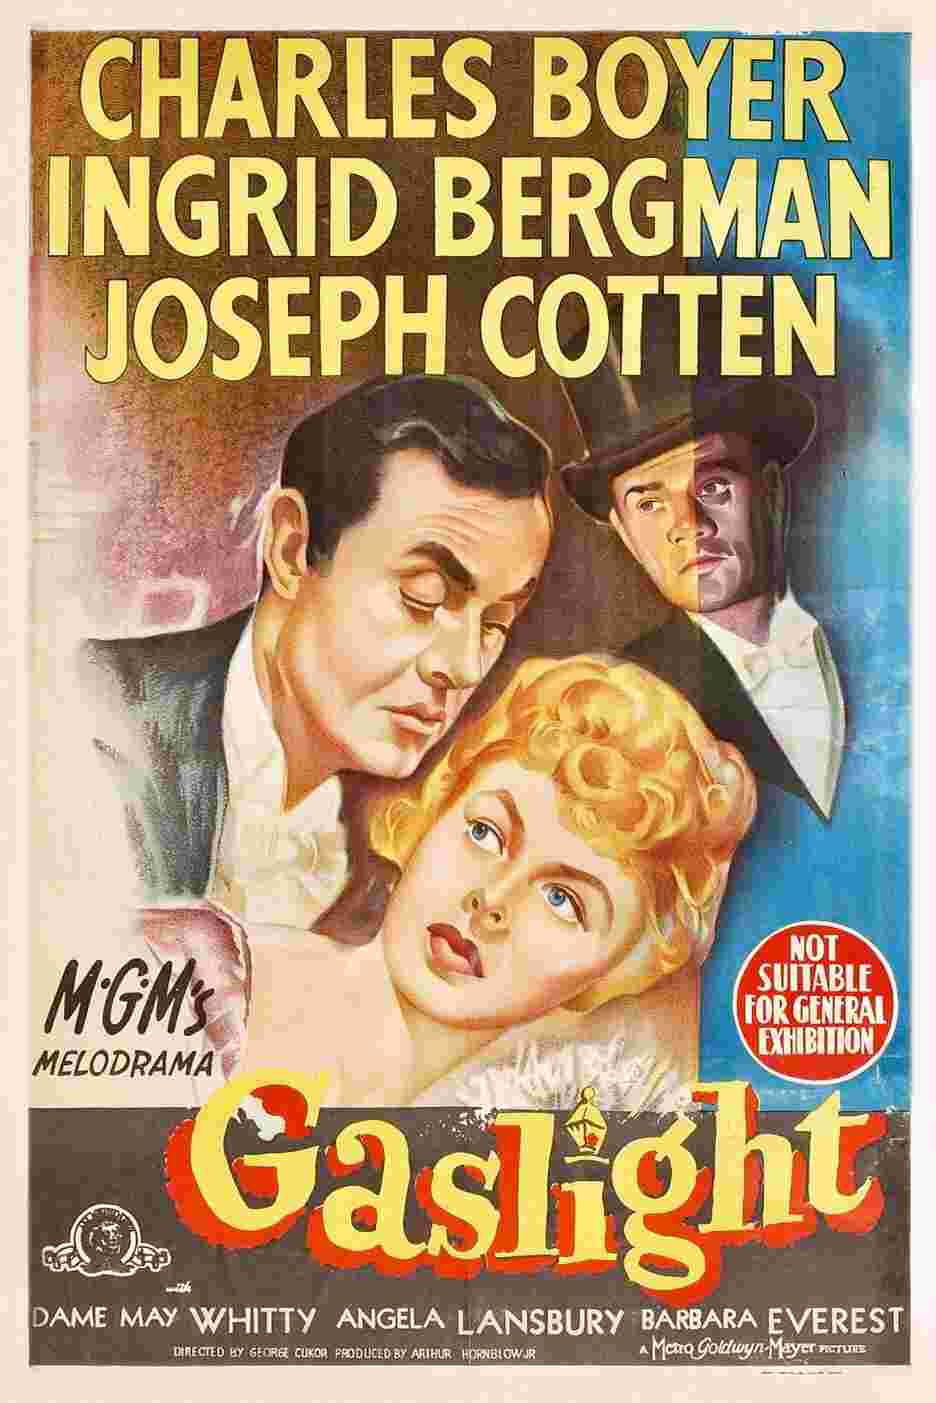 CHARLES BOYER
INGRID BERGMAN
JOSEPH COTTEN
NOT
SUITABLE
FOR GENERAL
EXHIBITION
M·G·M's
MELODRAMA
Gaslight
with
DAME MAY WHITTY ANGELA LANSBURY BARBARA EVEREST
DIRECTED BY GEORGE CUKOR PRODUCED BY ARTHUR HORNBLOW JR
A Metro Goldwyn-Mayer PICTURE